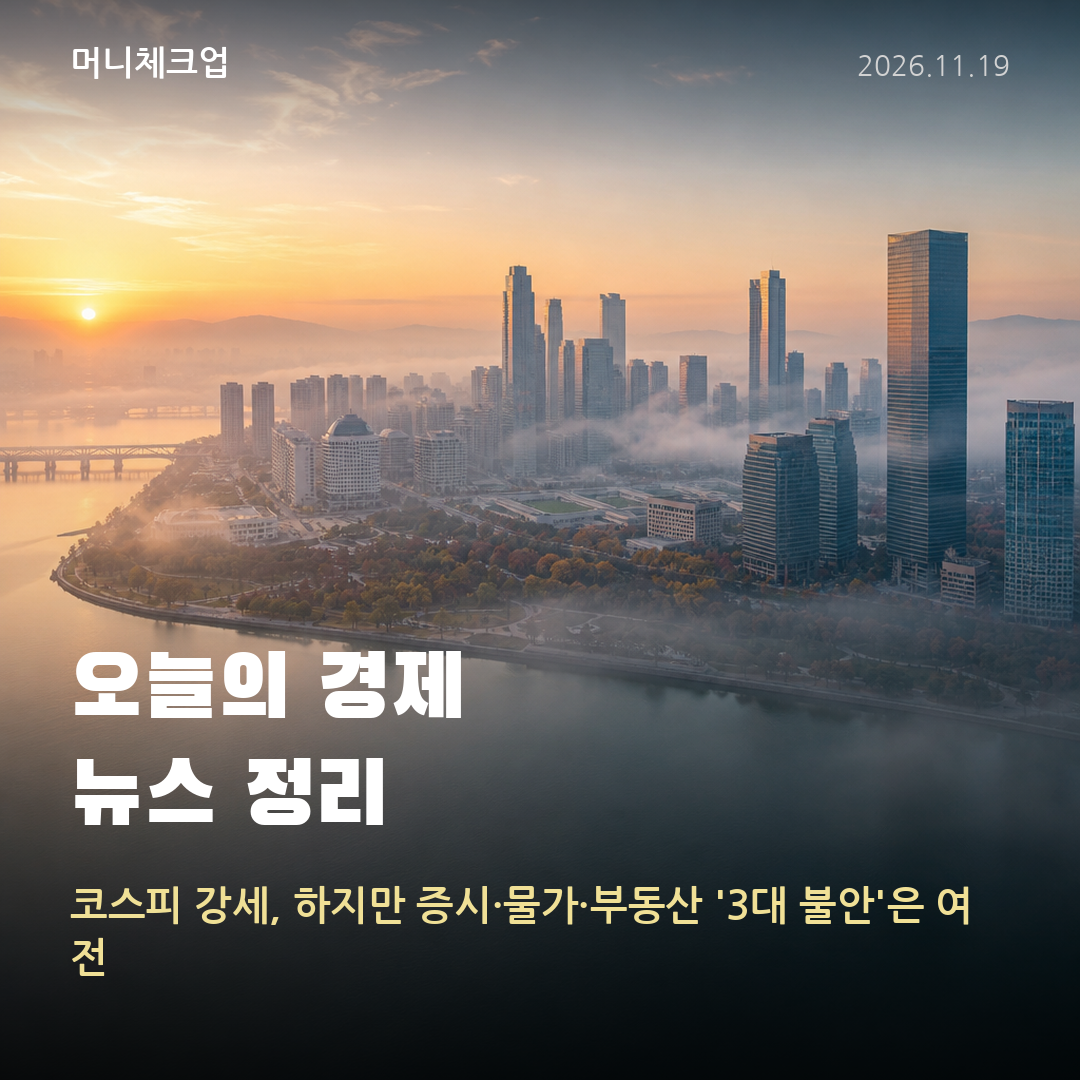 머니체크업
2026.11.19
오늘의 경제
뉴스 정리
코스피 강세, 하지만 증시·물가·부동산 '3대 불안'은 여
전